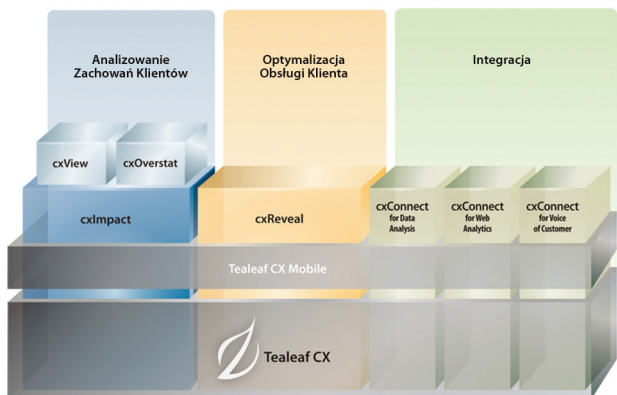 Analizowanie
Zachowań Klientów
Optymalizacja
Obsługi Klienta
Integracja
cxView
cxOverstat
cxImpact
cxReveal
cxConnect
for Data
Analysis
cxConnect
for Web
Analytics
cxConnect
for Voice
of Customer
Tealeaf CX Mobile
Tealeaf CX